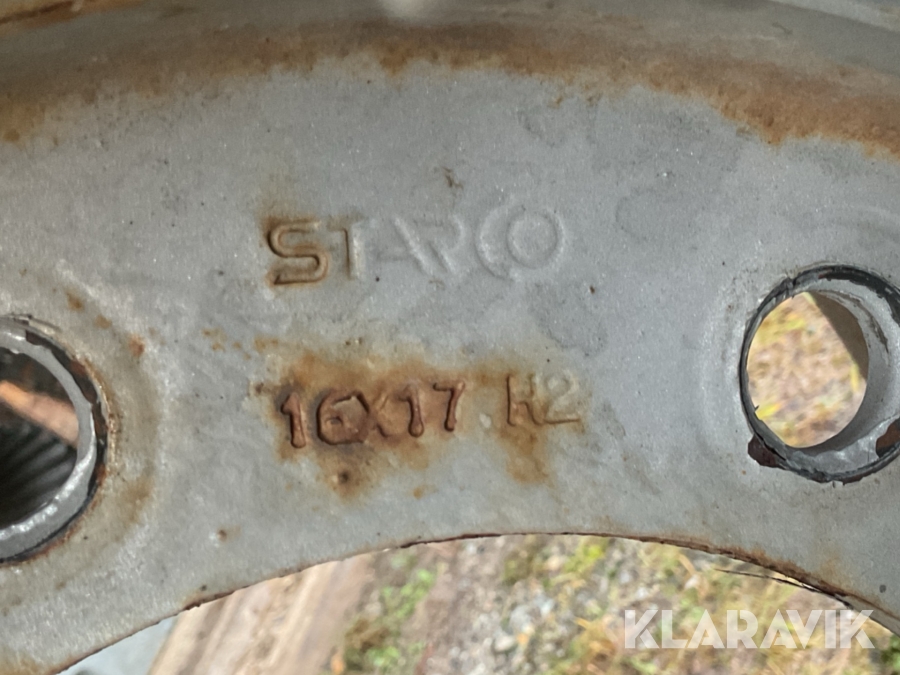 STARCO
16X17 H2
KLARAVIK